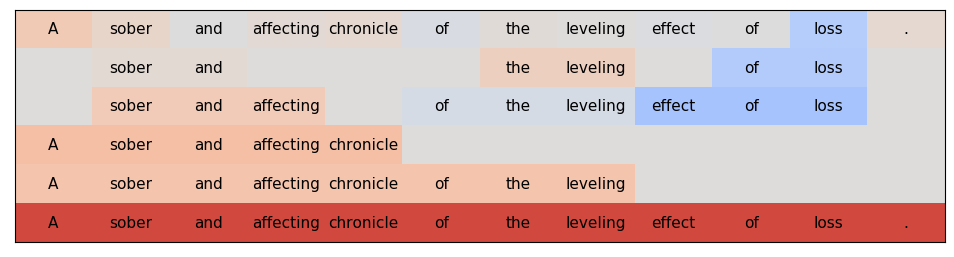 A sober and affecting chronicle of the leveling effect of loss .
sober and the leveling of loss
sober and affecting of the leveling effect of loss
A sober and affecting chronicle
A sober and affecting chronicle of the leveling
A sober and affecting chronicle of the leveling effect of loss .